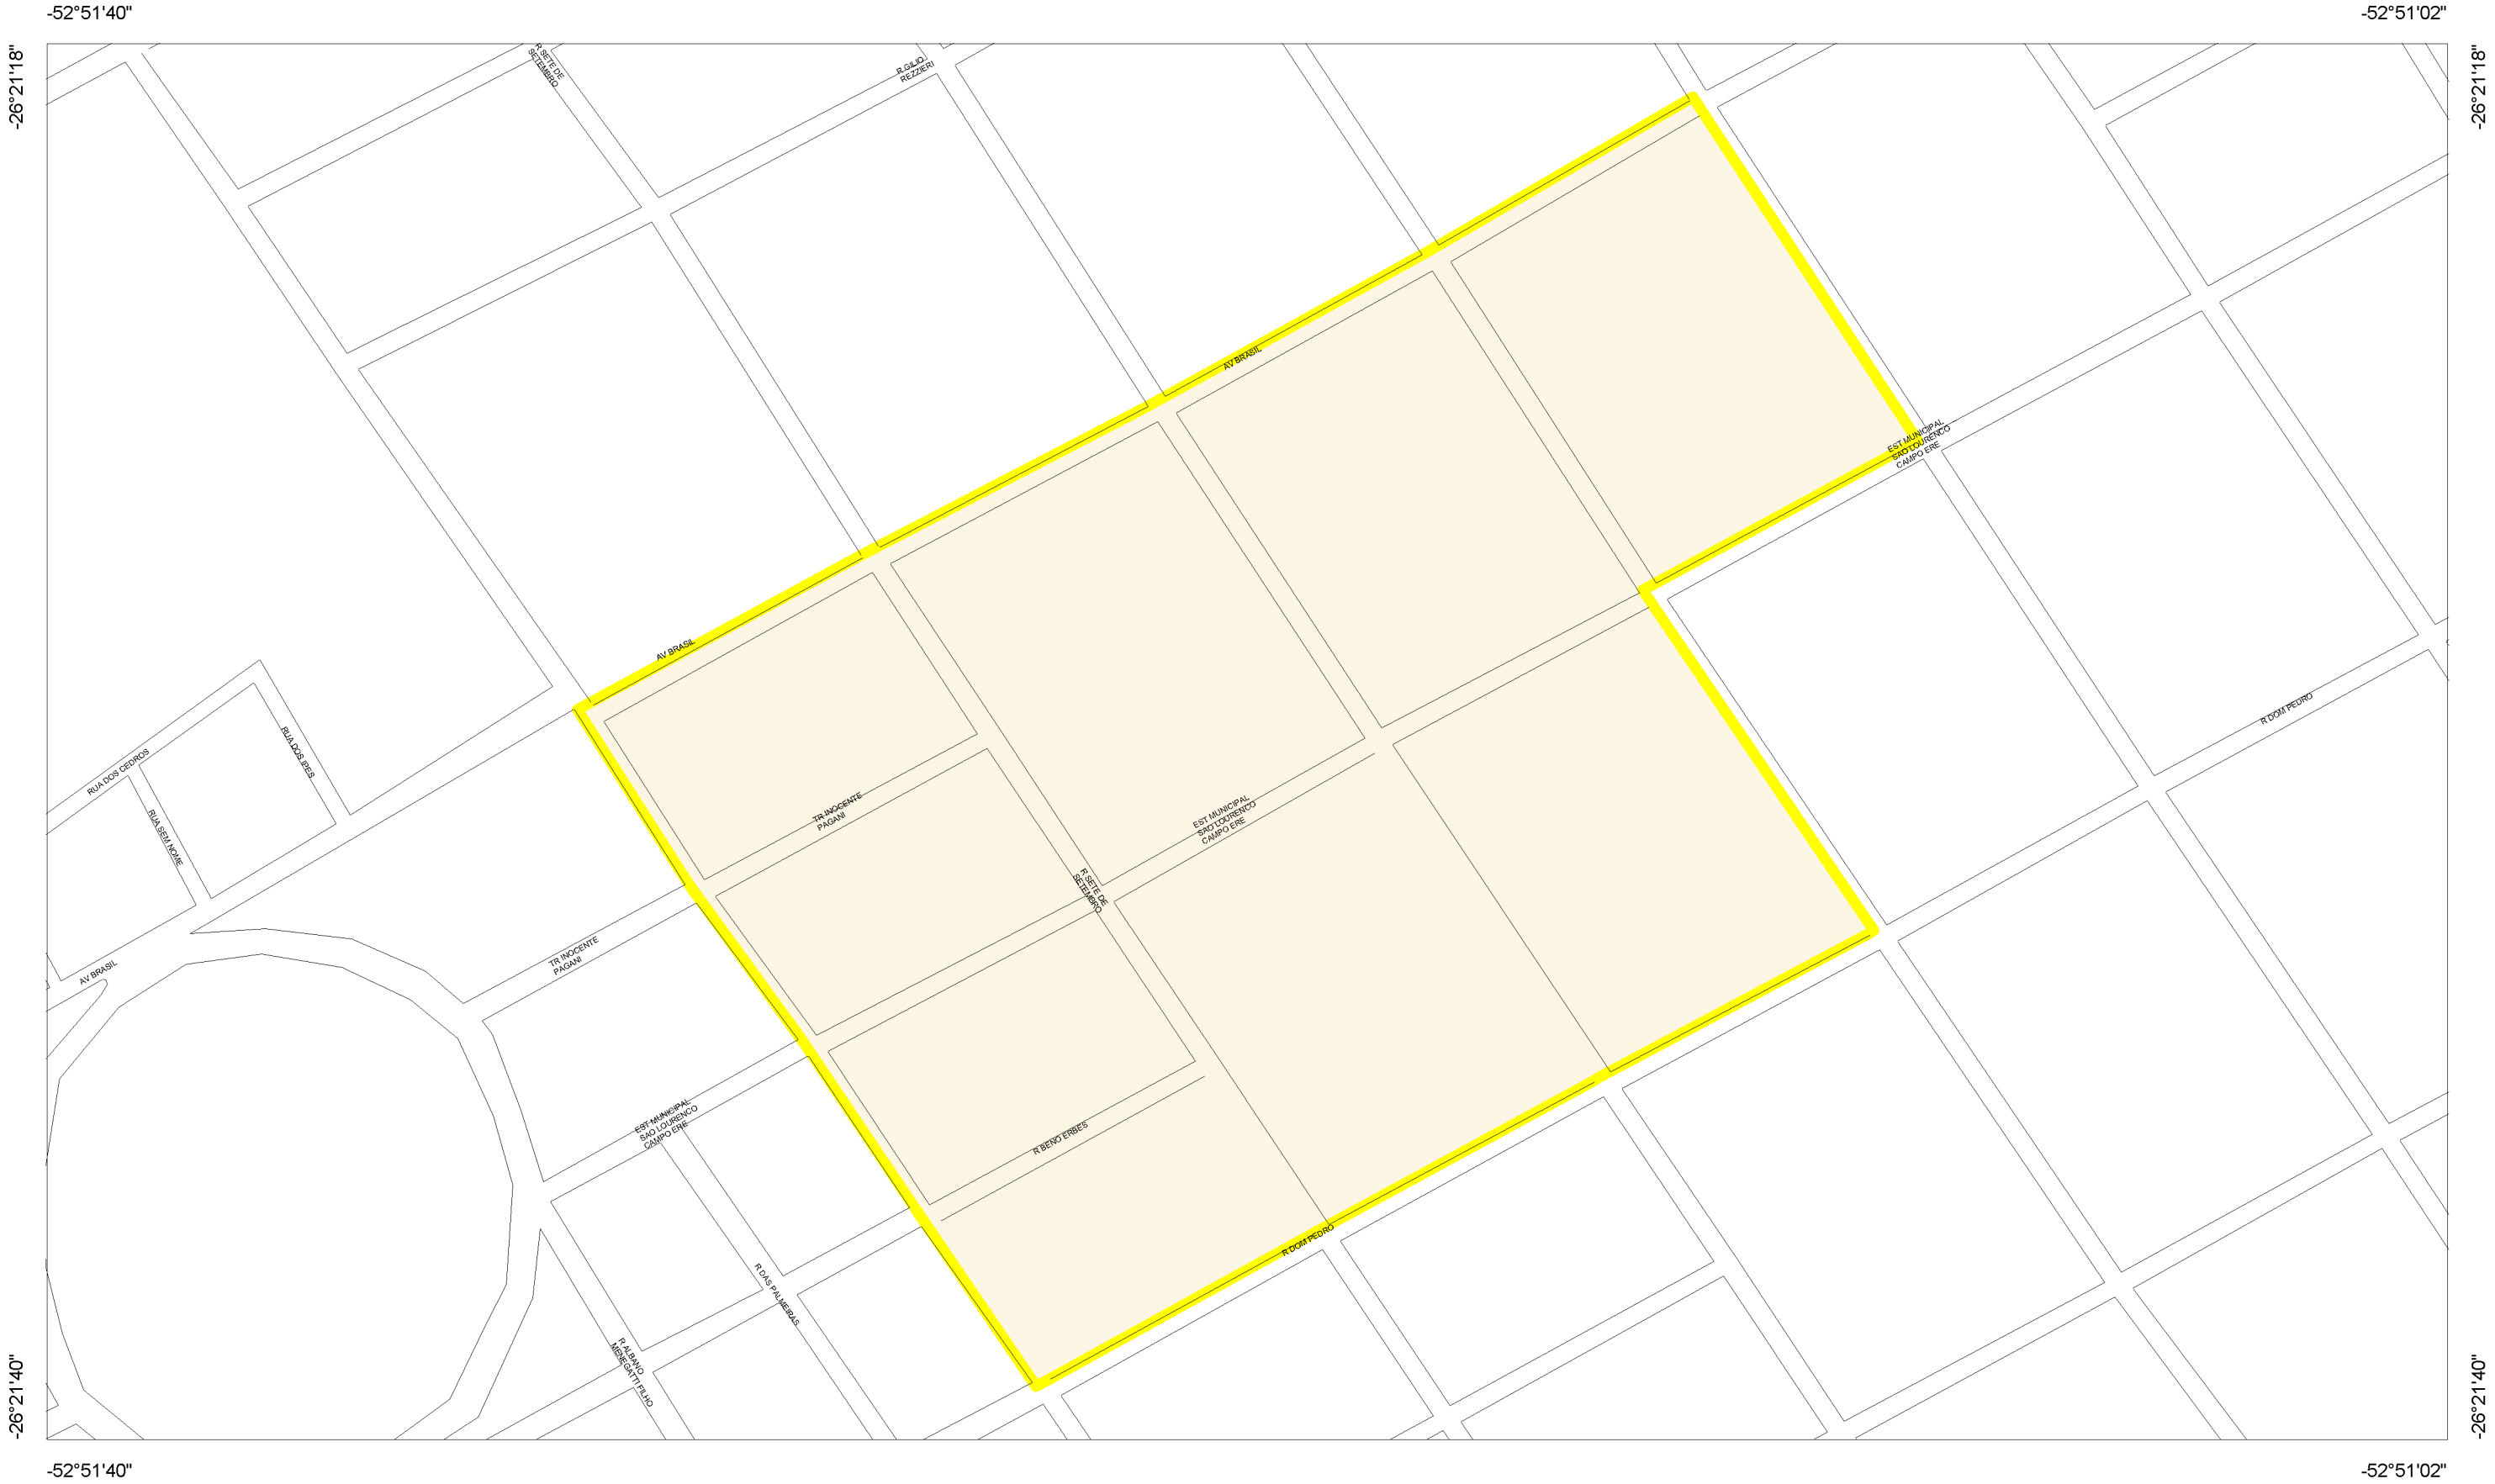 -52°51'40"
-52°51'02"
-26°21'18"
-26°21'18"
R SETE DE
SETEMBRO
R GILIO
REZZIERI
AV BRASIL
EST MUNICIPAL
SAO LOURENCO
CAMPO ERE
AV BRASIL
R DOM PEDRO
RUA DOS CEDROS
RUA DOS IPES
RUA SEM NOME
TR INOCENTE
PAGANI
EST MUNICIPAL
SAO LOURENCO
CAMPO ERE
R SETE DE
SETEMBRO
TR INOCENTE
PAGANI
AV BRASIL
EST MUNICIPAL
SAO LOURENCO
CAMPO ERE
R BENO ERBES
R DOM PEDRO
R DAS PALMEIRAS
R ALBANO
MENEGATTI FILHO
-26°21'40"
-26°21'40"
-52°51'40"
-52°51'02"